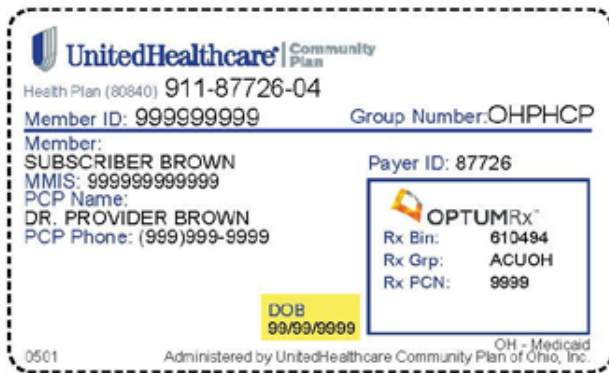 UnitedHealthcare® Community Plan
Health Plan (80840) 911-87726-04
Member ID: 999999999 Group Number:OHPHCP
Member:
SUBSCRIBER BROWN
MMIS: 999999999999
PCP Name:
DR. PROVIDER BROWN
PCP Phone: (999)999-9999
Payer ID: 87726
OPTUMRx™
Rx Bin: 610494
Rx Grp: ACUOH
Rx PCN: 9999
DOB
99/99/9999
OH - Medicaid
0501 Administered by UnitedHealthcare Community Plan of Ohio, Inc.